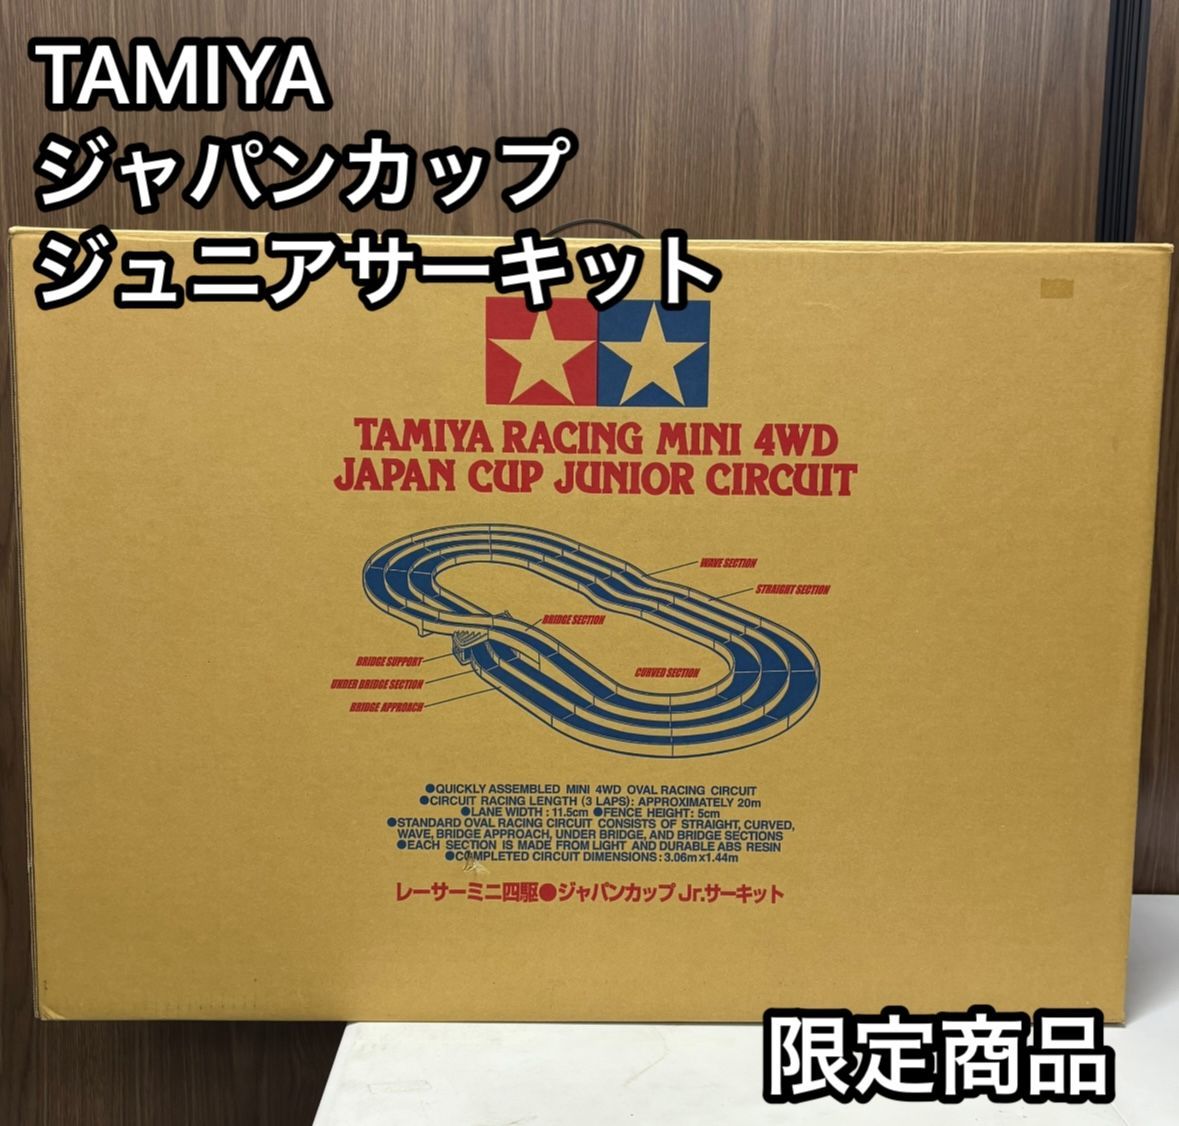 TAMIYA
ジャパンカップ
ジュニアサーキット
TAMIYA RACING MINI 4WD
JAPAN CUP JUNIOR CIRCUIT
WAVE SECTION
STRAIGHT SECTION
BRIDGE SECTION
BRIDGE SUPPORT
CURVED SECTION
UNDER BRIDGE SECTION
BRIDGE APPROACH
●QUICKLY ASSEMBLED MINI 4WD OVAL RACING CIRCUIT
●CIRCUIT RACING LENGTH (3 LAPS): APPROXIMATELY 20m
●LANE WIDTH : 11.5cm ●FENCE HEIGHT: 5cm
●STANDARD OVAL RACING CIRCUIT CONSISTS OF STRAIGHT, CURVED,
WAVE, BRIDGE APPROACH, UNDER BRIDGE, AND BRIDGE SECTIONS
●EACH SECTION IS MADE FROM LIGHT AND DURABLE ABS RESIN
●COMPLETED CIRCUIT DIMENSIONS : 3.06m x 1.44m
レーサーミニ四駆●ジャパンカップ Jr.サーキット
限定商品